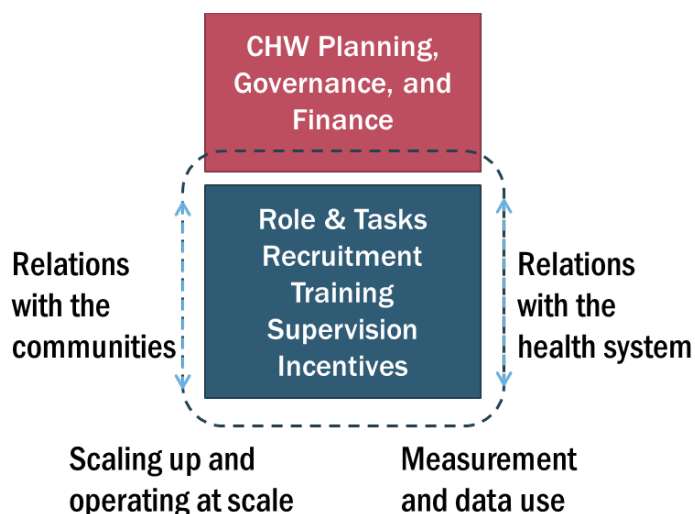 CHW Planning,
Governance, and
Finance
Role & Tasks
Recruitment
Training
Supervision
Incentives
Relations
with the
communities
Relations
with the
health system
Scaling up and
operating at scale
Measurement
and data use